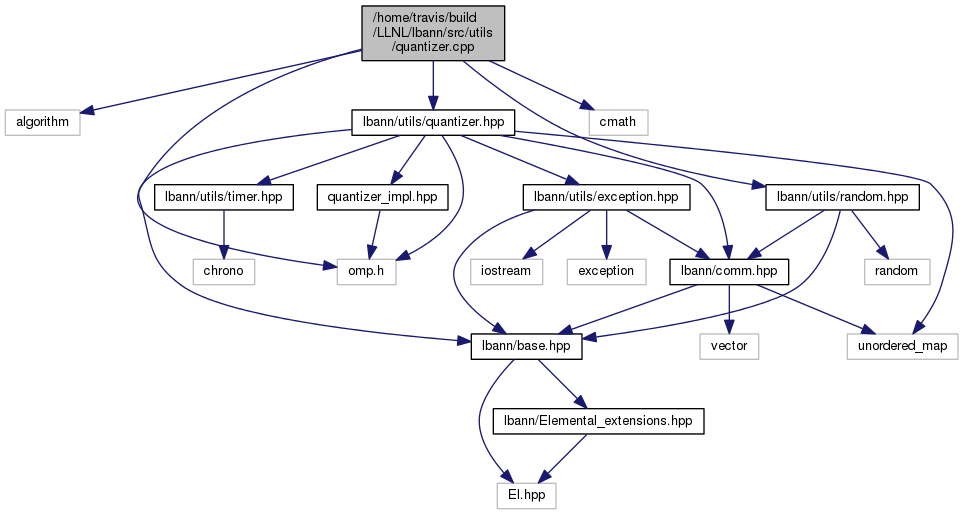 /home/travis/build
/LLNL/lbann/src/utils
/quantizer.cpp
algorithm
lbann/utils/quantizer.hpp
cmath
lbann/utils/timer.hpp
quantizer_impl.hpp
lbann/utils/exception.hpp
lbann/utils/random.hpp
chrono
omp.h
iostream
exception
lbann/comm.hpp
random
lbann/base.hpp
vector
unordered_map
lbann/Elemental_extensions.hpp
El.hpp